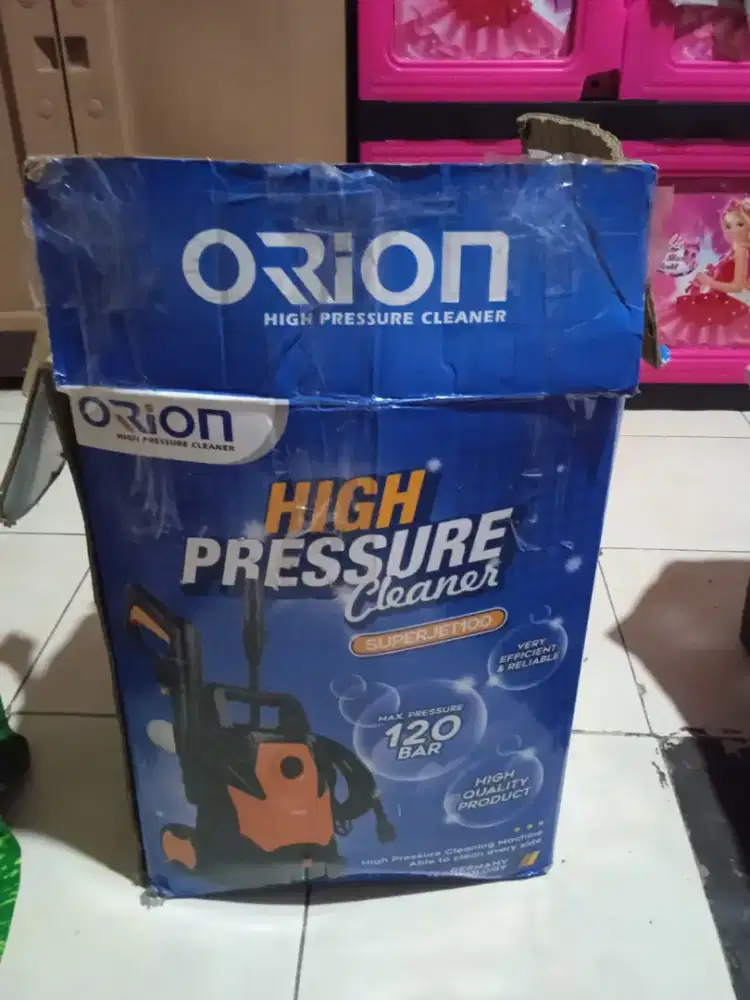 ORION
HIGH PRESSURE CLEANER
ORION
HIGH PRESSURE CLEANER
HIGH
PRESSURE
Cleaner
SUPERJET100
VERY
EFFICIENT
& RELIABLE
MAX. PRESSURE
120
BAR
HIGH
QUALITY
PRODUCT
High Pressure Cleaning Machine
Able to clean every side
GERMANY